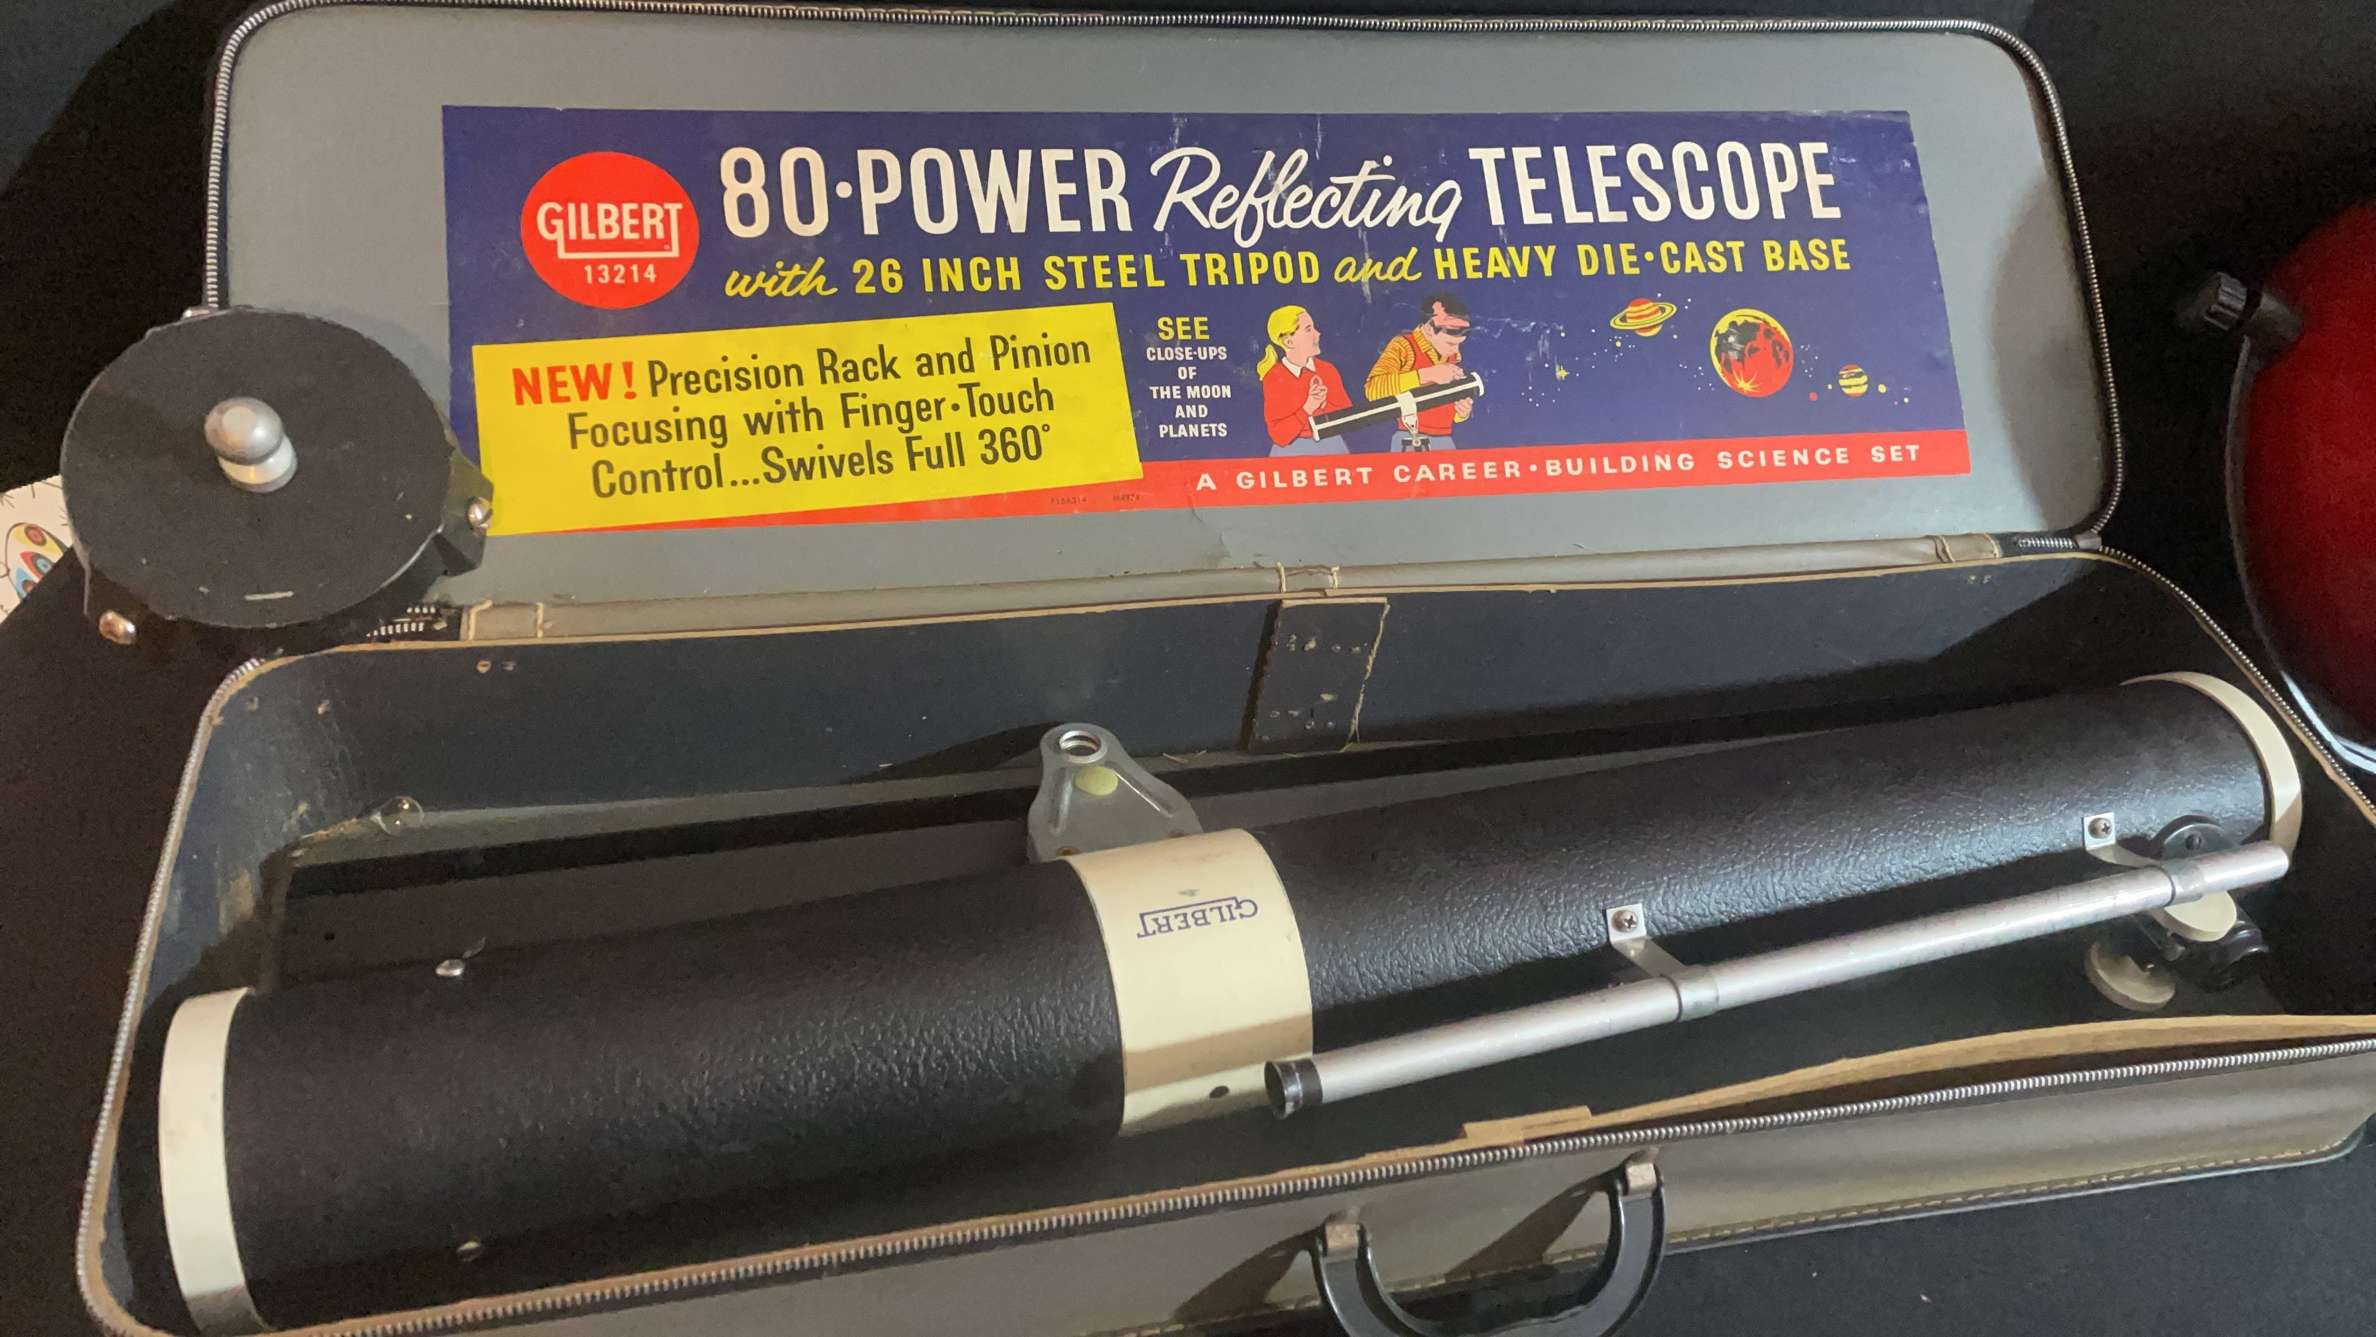 80·POWER Reflecting TELESCOPE
GILBERT
13214
with 26 INCH STEEL TRIPOD and HEAVY DIE·CAST BASE
NEW! Precision Rack and Pinion
Focusing with Finger·Touch
Control...Swivels Full 360°
SEE
CLOSE-UPS
OF
THE MOON
AND
PLANETS
A GILBERT CAREER·BUILDING SCIENCE SET
GILBERT